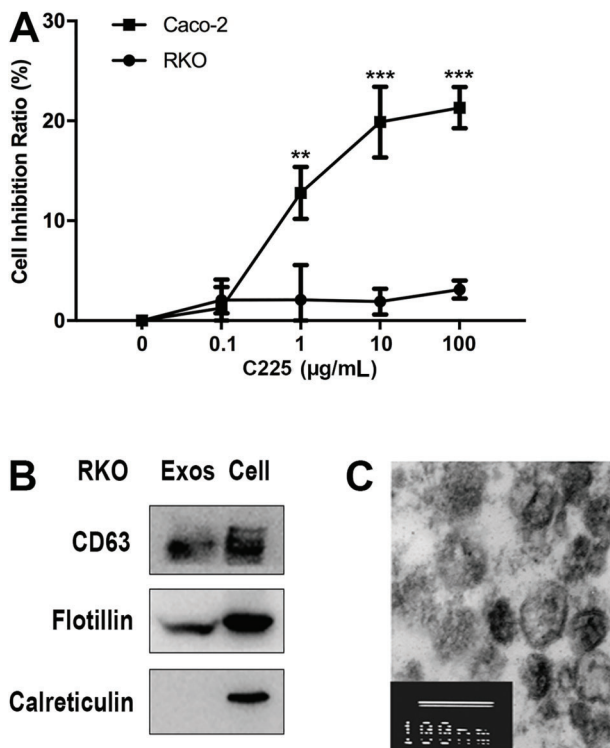 A
Caco-2
RKO
Cell Inhibition Ratio (%)
30
20
10
0
** *** ***
0 0.1 1 10 100
C225 (µg/mL)
B
RKO Exos Cell
CD63
Flotillin
Calreticulin
C
100nm